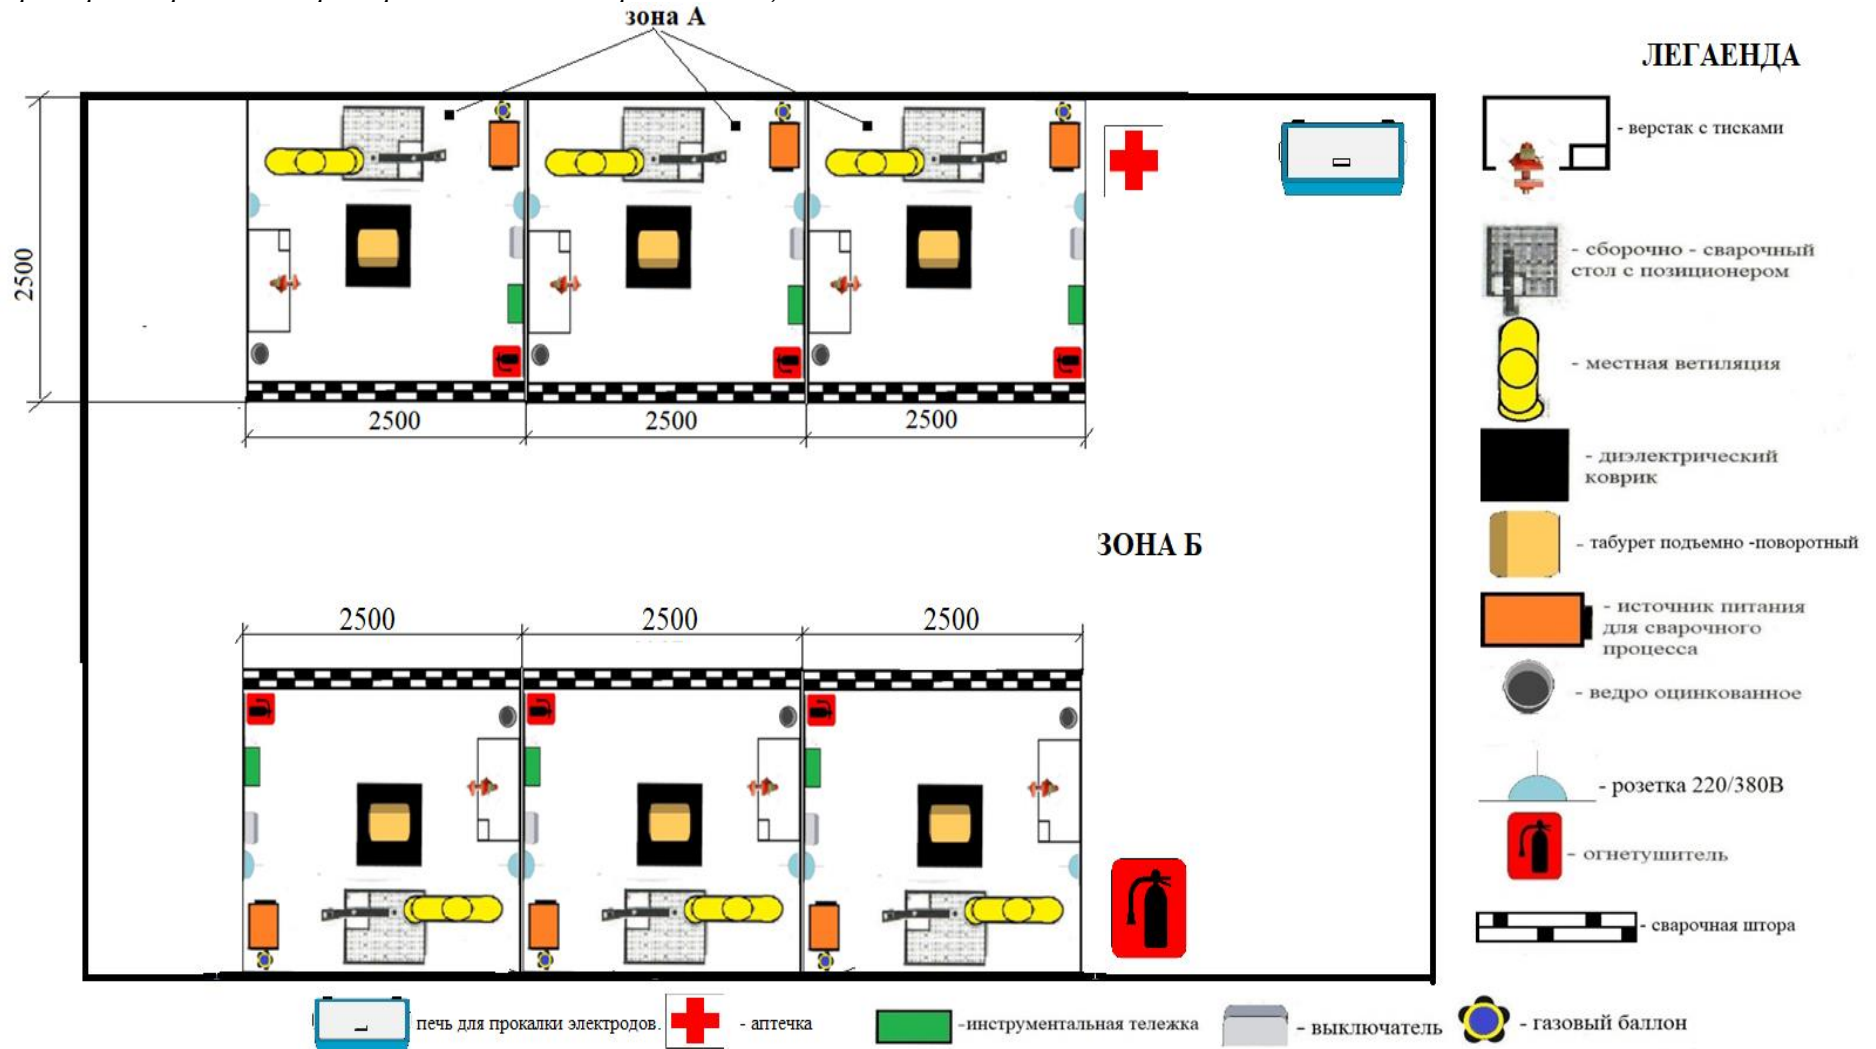 зона А
ЛЕГАЕНДА
- верстак с тисками
- сборочно - сварочный
стол с позиционером
2500
- местная ветиляция
2500
2500
2500
- диэлектрический
коврик
ЗОНА Б
- табурет подъемно -поворотный
2500
2500
2500
- источник питания
для сварочного
процесса
- ведро оцинкованное
- розетка 220/380В
- огнетушитель
- сварочная штора
печь для прокалки электродов.
- аптечка
-инструментальная тележка
- выключатель
- газовый баллон